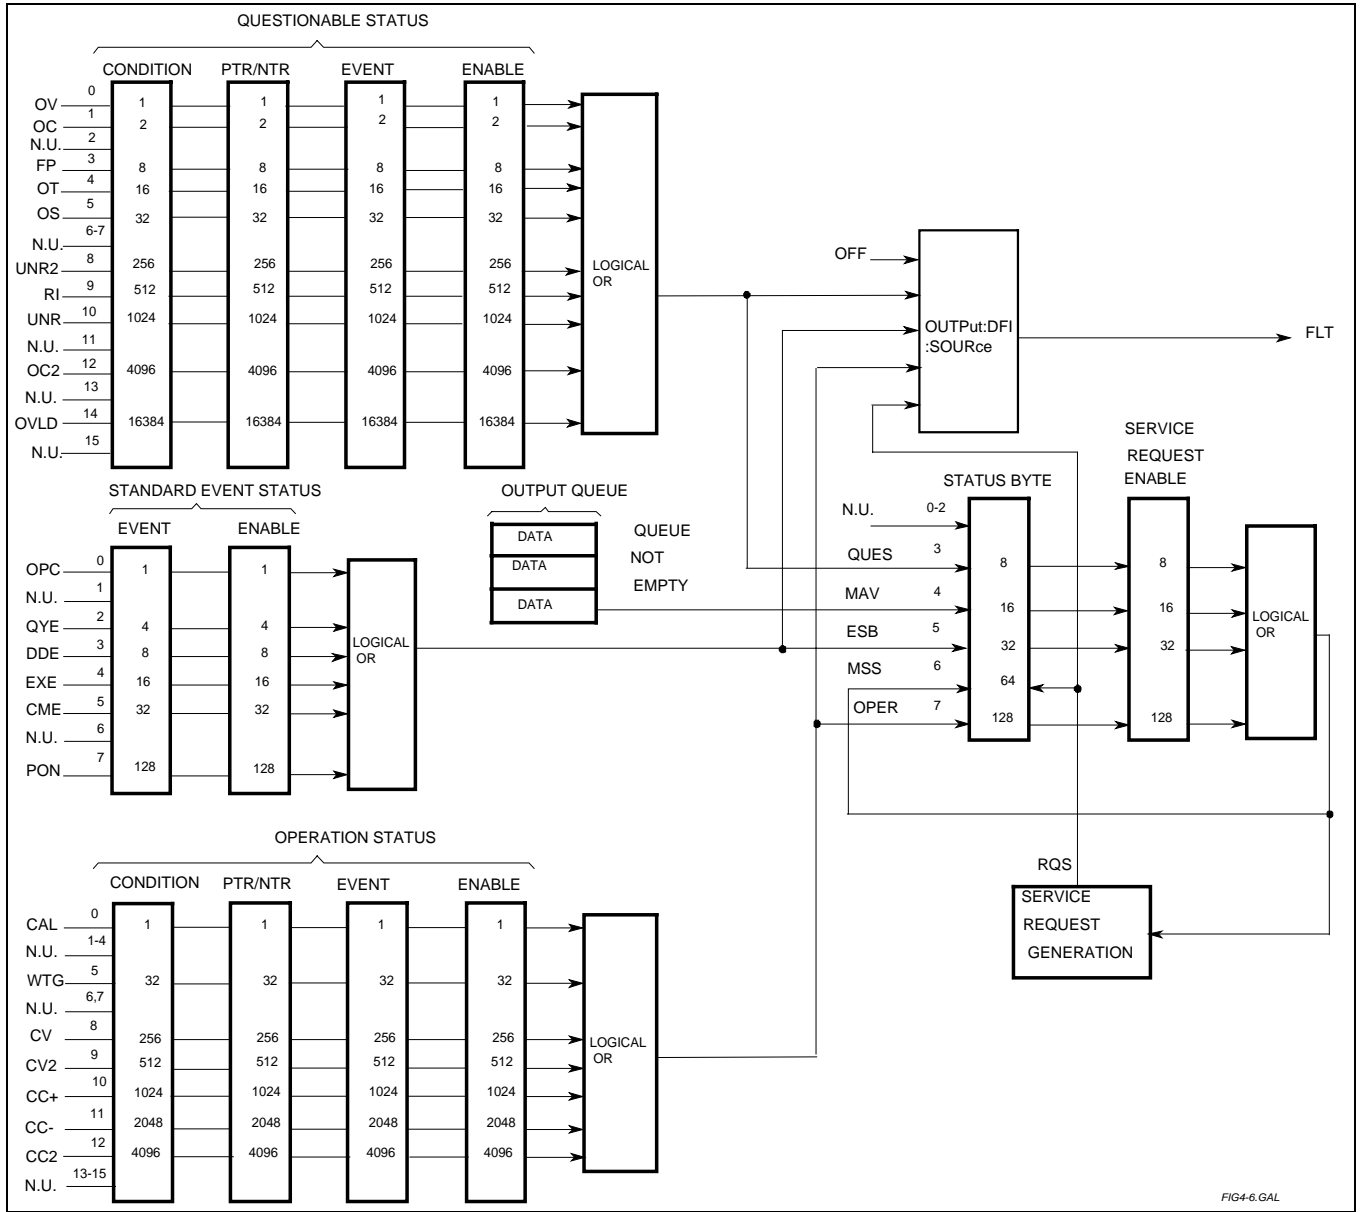 QUESTIONABLE STATUS
CONDITION PTR/NTR EVENT ENABLE
OV 0 1 1 1 1
OC 1 2 2 2 2
N.U. 2
FP 3 8 8 8 8
OT 4 16 16 16 16
OS 5 32 32 32 32
N.U. 6-7
UNR2 8 256 256 256 256
RI 9 512 512 512 512
UNR 10 1024 1024 1024 1024
N.U. 11
OC2 12 4096 4096 4096 4096
N.U. 13
OVLD 14 16384 16384 16384 16384
N.U. 15
LOGICAL
OR
OFF
OUTPut:DFI
:SOURce
FLT
STANDARD EVENT STATUS
EVENT ENABLE
OPC 0 1 1
N.U. 1
QYE 2 4 4
DDE 3 8 8
EXE 4 16 16
CME 5 32 32
N.U. 6
PON 7 128 128
LOGICAL
OR
OUTPUT QUEUE
DATA
DATA
DATA
QUEUE
NOT
EMPTY
STATUS BYTE
SERVICE
REQUEST
ENABLE
N.U. 0-2
QUES 3 8 8
MAV 4 16 16
ESB 5 32 32
MSS 6 64
OPER 7 128 128
LOGICAL
OR
RQS
SERVICE
REQUEST
GENERATION
OPERATION STATUS
CONDITION PTR/NTR EVENT ENABLE
CAL 0 1 1 1 1
N.U. 1-4
WTG 5 32 32 32 32
N.U. 6,7
CV 8 256 256 256 256
CV2 9 512 512 512 512
CC+ 10 1024 1024 1024 1024
CC- 11 2048 2048 2048 2048
CC2 12 4096 4096 4096 4096
N.U. 13-15
LOGICAL
OR
FIG4-6.GAL